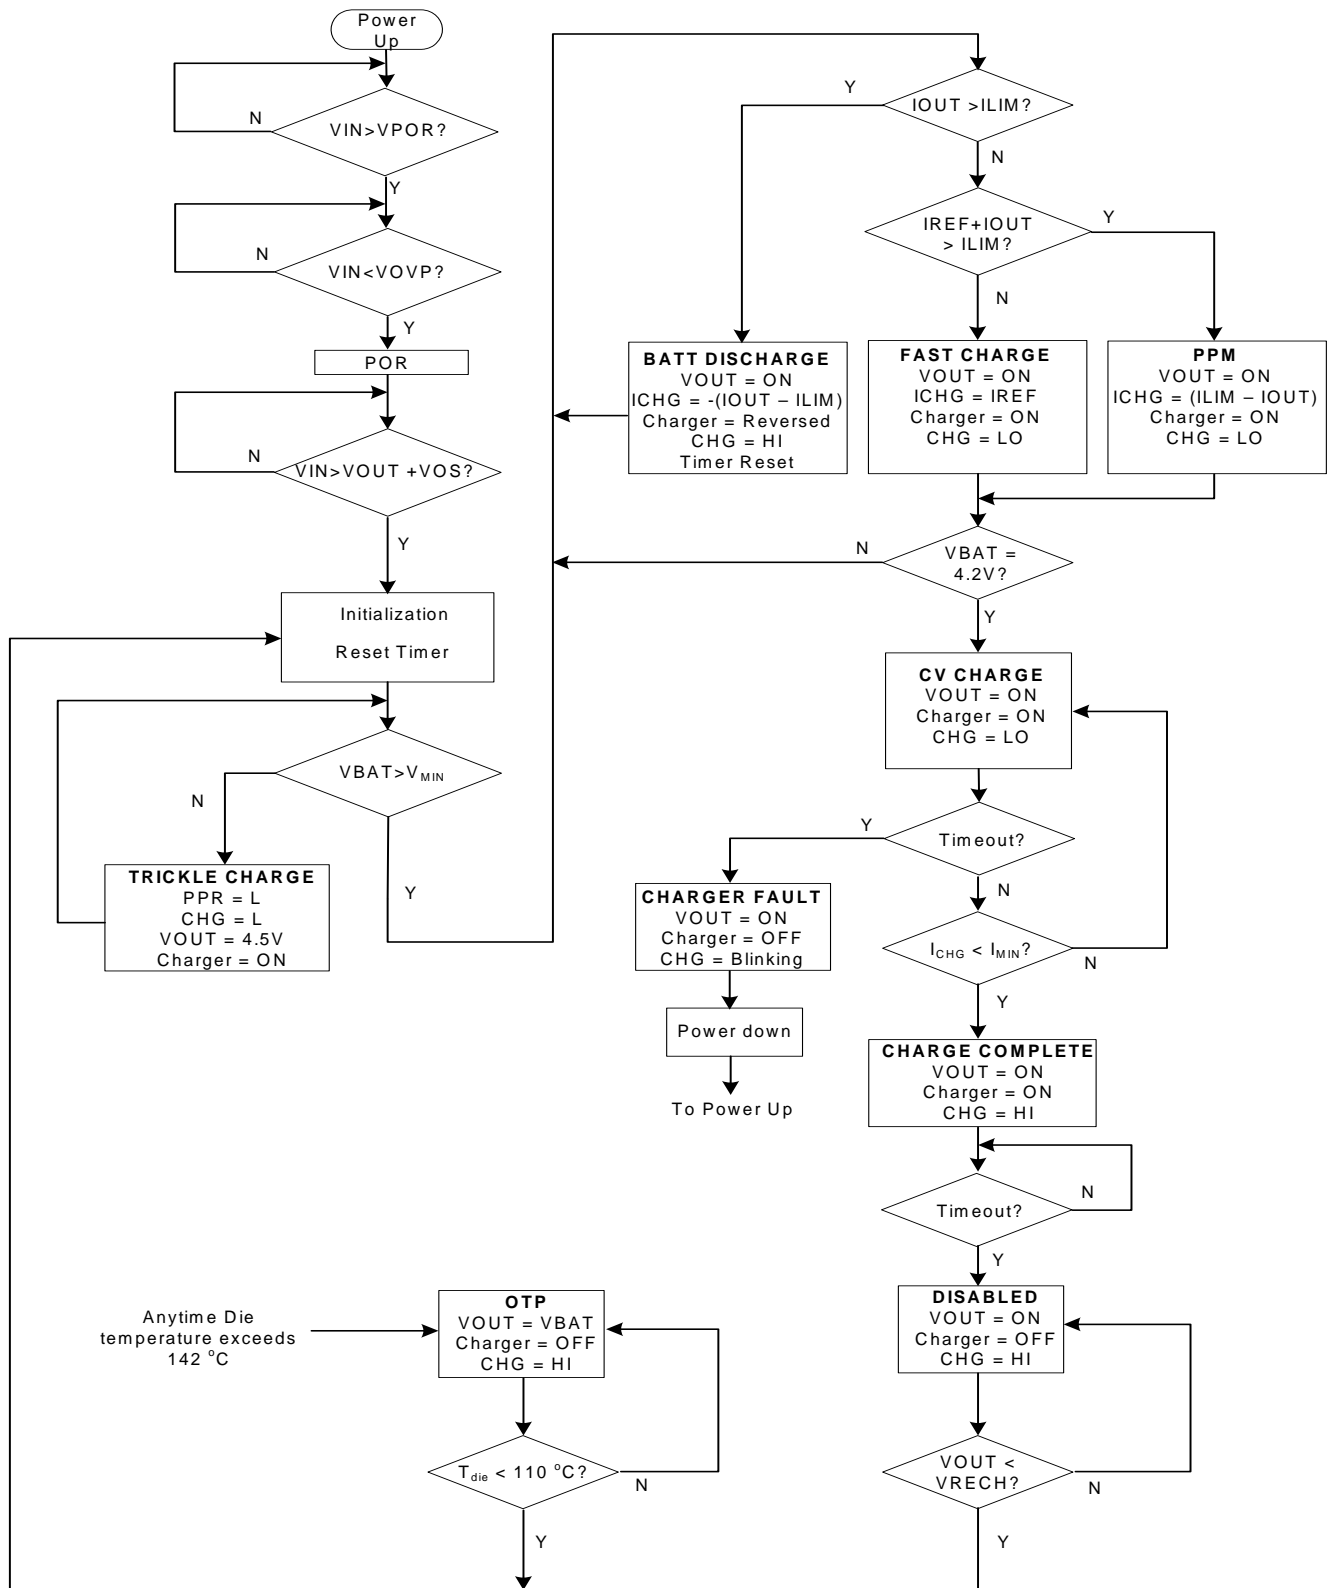 Power
Up
VIN>VPOR?
N
Y
VIN<VOVP?
N
Y
POR
VIN>VOUT +VOS?
N
Y
Initialization
Reset Timer
VBAT>VMIN
N
Y
TRICKLE CHARGE
PPR = L
CHG = L
VOUT = 4.5V
Charger = ON
IOUT >ILIM?
Y
N
IREF+IOUT
> ILIM?
Y
N
BATT DISCHARGE
VOUT = ON
ICHG = -(IOUT – ILIM)
Charger = Reversed
CHG = HI
Timer Reset
FAST CHARGE
VOUT = ON
ICHG = IREF
Charger = ON
CHG = LO
PPM
VOUT = ON
ICHG = (ILIM – IOUT)
Charger = ON
CHG = LO
VBAT =
4.2V?
N
Y
CV CHARGE
VOUT = ON
Charger = ON
CHG = LO
Timeout?
Y
N
CHARGER FAULT
VOUT = ON
Charger = OFF
CHG = Blinking
Power down
To Power Up
ICHG < IMIN?
N
Y
CHARGE COMPLETE
VOUT = ON
Charger = ON
CHG = HI
Timeout?
N
Y
DISABLED
VOUT = ON
Charger = OFF
CHG = HI
VOUT <
VRECH?
N
Y
Anytime Die
temperature exceeds
142 °C
OTP
VOUT = VBAT
Charger = OFF
CHG = HI
Tdie < 110 °C?
N
Y